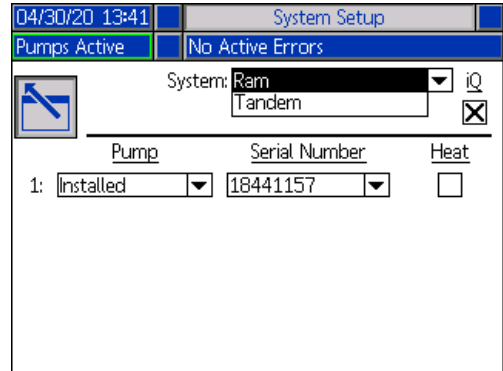 04/30/20 13:41 System Setup
Pumps Active No Active Errors
System: Ram iQ
Tandem
Pump Serial Number Heat
1: Installed 18441157